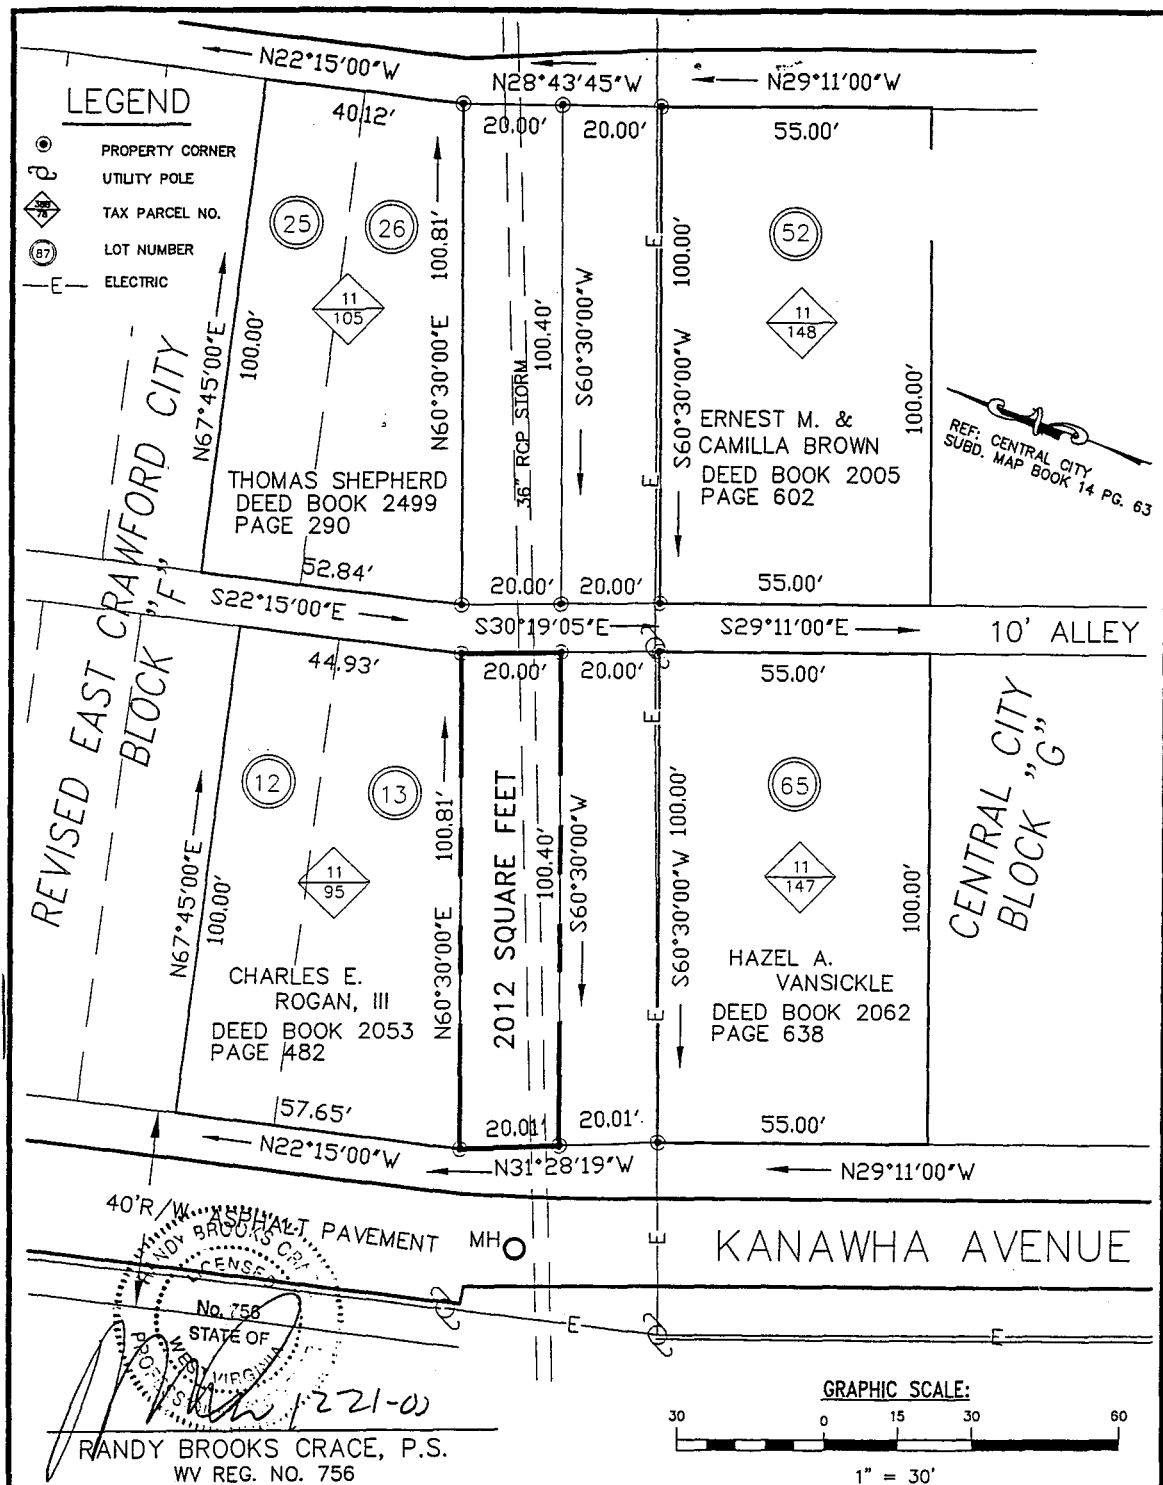 N22°15'00"W
N28°43'45"W
N29°11'00"W
LEGEND
PROPERTY CORNER
UTILITY POLE
TAX PARCEL NO.
87
LOT NUMBER
E
ELECTRIC
40.12'
20.00'
20.00'
55.00'
25
26
52
11
105
11
148
N67°45'00"E
100.00'
N60°30'00"E
100.81'
36" RCP STORM
100.40'
S60°30'00"W
E
E
S60°30'00"W
100.00'
100.00'
THOMAS SHEPHERD
DEED BOOK 2499
PAGE 290
ERNEST M. &
CAMILLA BROWN
DEED BOOK 2005
PAGE 602
REF: CENTRAL CITY
SUBD. MAP BOOK 14 PG. 63
52.84'
20.00'
20.00'
55.00'
S22°15'00"E
S30°19'05"E
S29°11'00"E
10' ALLEY
REVISED EAST CRAWFORD CITY
BLOCK "F"
44.93'
20.00'
20.00'
55.00'
12
13
65
11
95
11
147
N67°45'00"E
100.00'
N60°30'00"E
100.81'
2012 SQUARE FEET
100.40'
S60°30'00"W
E
E
S60°30'00"W 100.00'
100.00'
CENTRAL CITY
BLOCK "G"
CHARLES E.
ROGAN, III
DEED BOOK 2053
PAGE 482
HAZEL A.
VANSICKLE
DEED BOOK 2062
PAGE 638
57.65'
20.01'
20.01'
55.00'
N22°15'00"W
N31°28'19"W
N29°11'00"W
40'R/W
ASPHALT PAVEMENT
MH
E
KANAWHA AVENUE
E
E
RANDY BROOKS
LICENSED
No. 756
STATE OF
WEST VIRGINIA
RANDY BROOKS CRACE, P.S.
WV REG. NO. 756
GRAPHIC SCALE:
30
0
15
30
60
1" = 30'